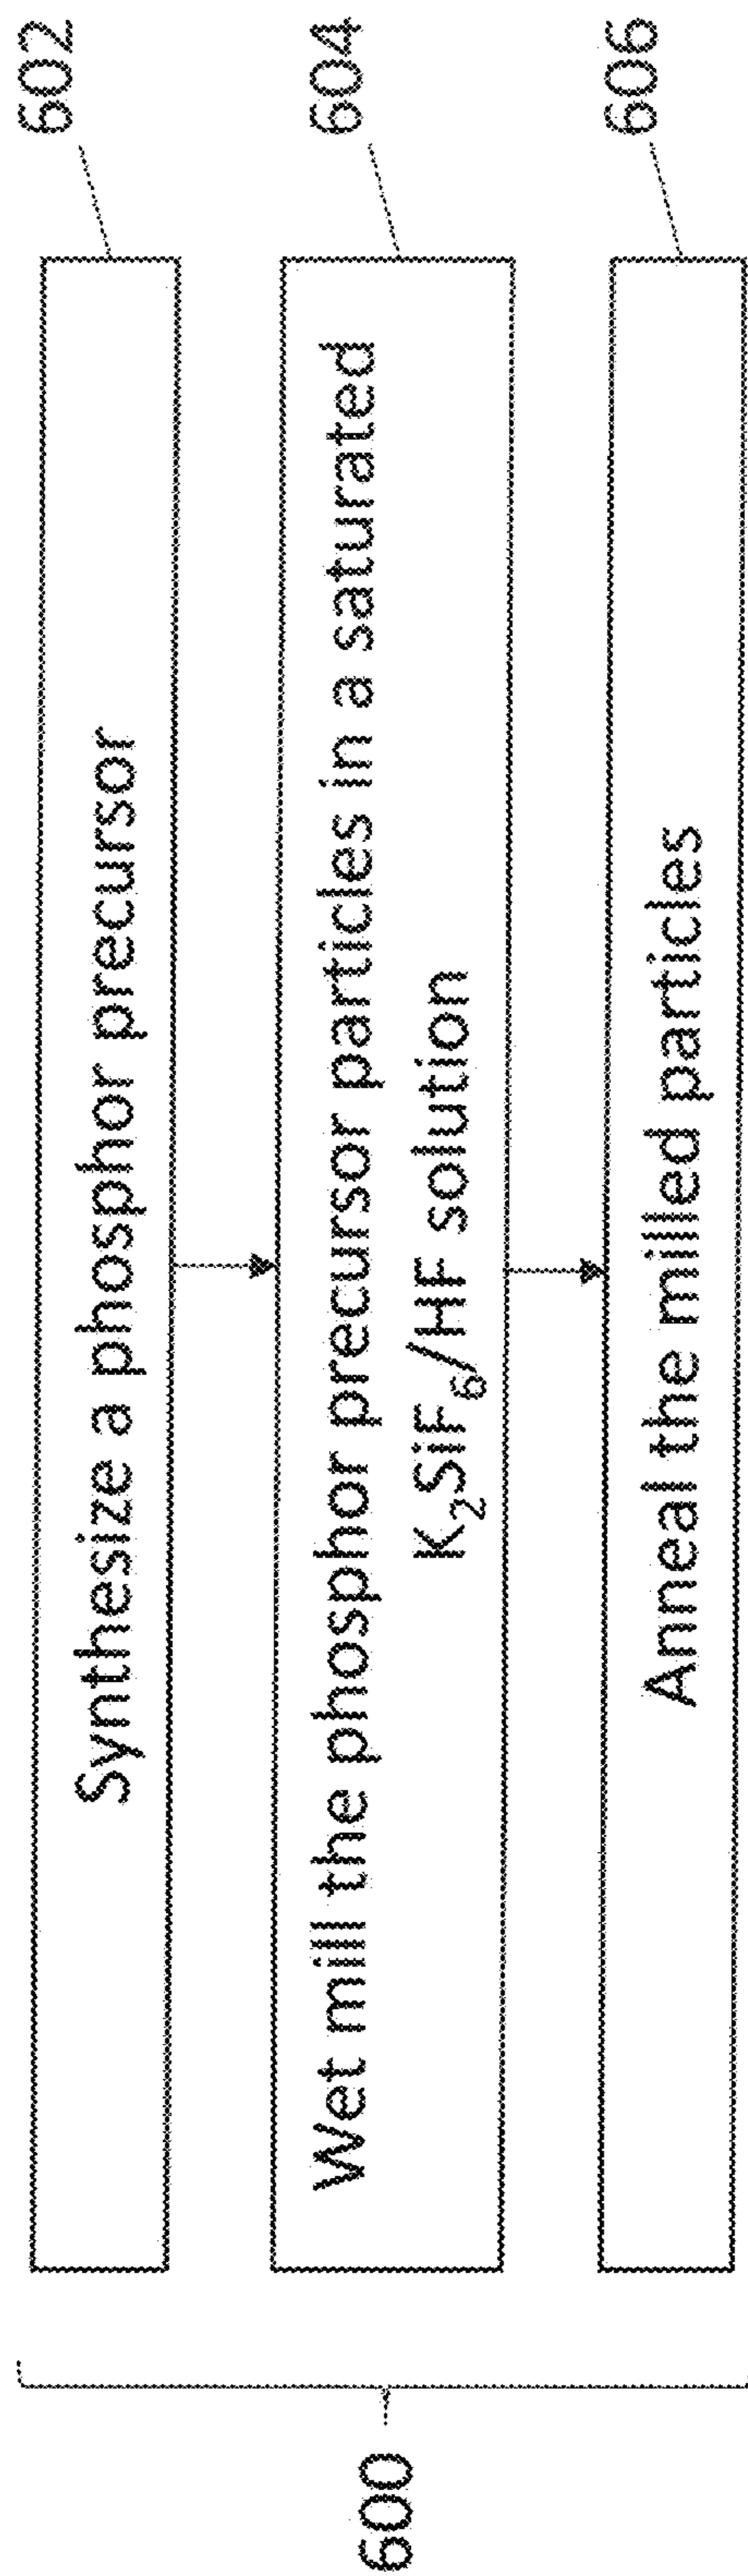 600
Synthesize a phosphor precursor
602
Wet mill the phosphor precursor particles in a saturated
K₂SiF₆/HF solution
604
Anneal the milled particles
606